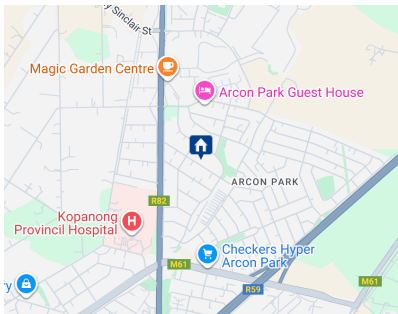 Sinclair St
Magic Garden Centre
Arcon Park Guest House
ARCON PARK
R82
Kopanong
Provincil Hospital
H
Checkers Hyper
Arcon Park
M61
M61
R59